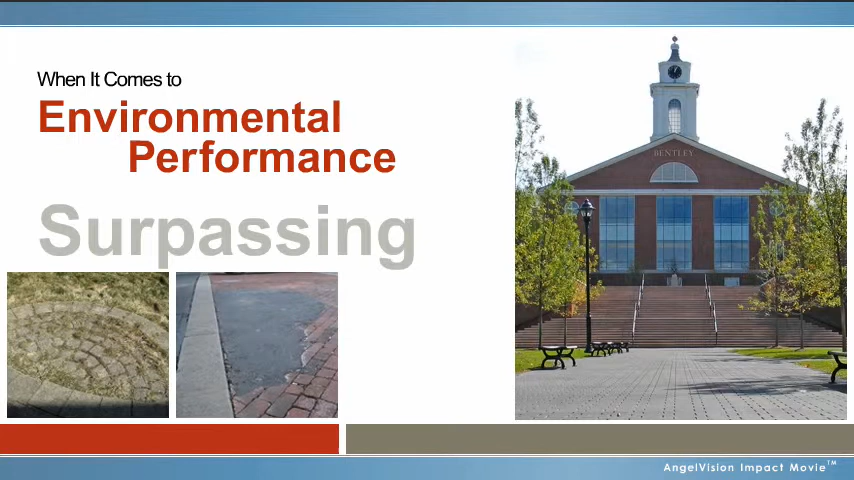 When It Comes to
Environmental
Performance
Surpassing
BENTLEY
AngelVision Impact Movie™